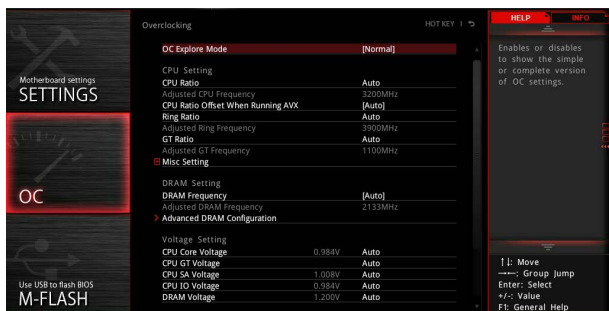 Overclocking
HOT KEY |
HELP
INFO
Motherboard settings
SETTINGS
OC
Use USB to flash BIOS
M-FLASH
OC Explore Mode [Normal]
CPU Setting
CPU Ratio Auto
Adjusted CPU Frequency 3200MHz
CPU Ratio Offset When Running AVX [Auto]
Ring Ratio Auto
Adjusted Ring Frequency 3900MHz
GT Ratio Auto
Adjusted GT Frequency 1100MHz
Misc Setting
DRAM Setting
DRAM Frequency [Auto]
Adjusted DRAM Frequency 2133MHz
Advanced DRAM Configuration
Voltage Setting
CPU Core Voltage 0.984V Auto
CPU GT Voltage Auto
CPU SA Voltage 1.008V Auto
CPU IO Voltage 0.984V Auto
DRAM Voltage 1.200V Auto
Enables or disables
to show the simple
or complete version
of OC settings.
↑↓: Move
→←: Group Jump
Enter: Select
+/-: Value
F1: General Help